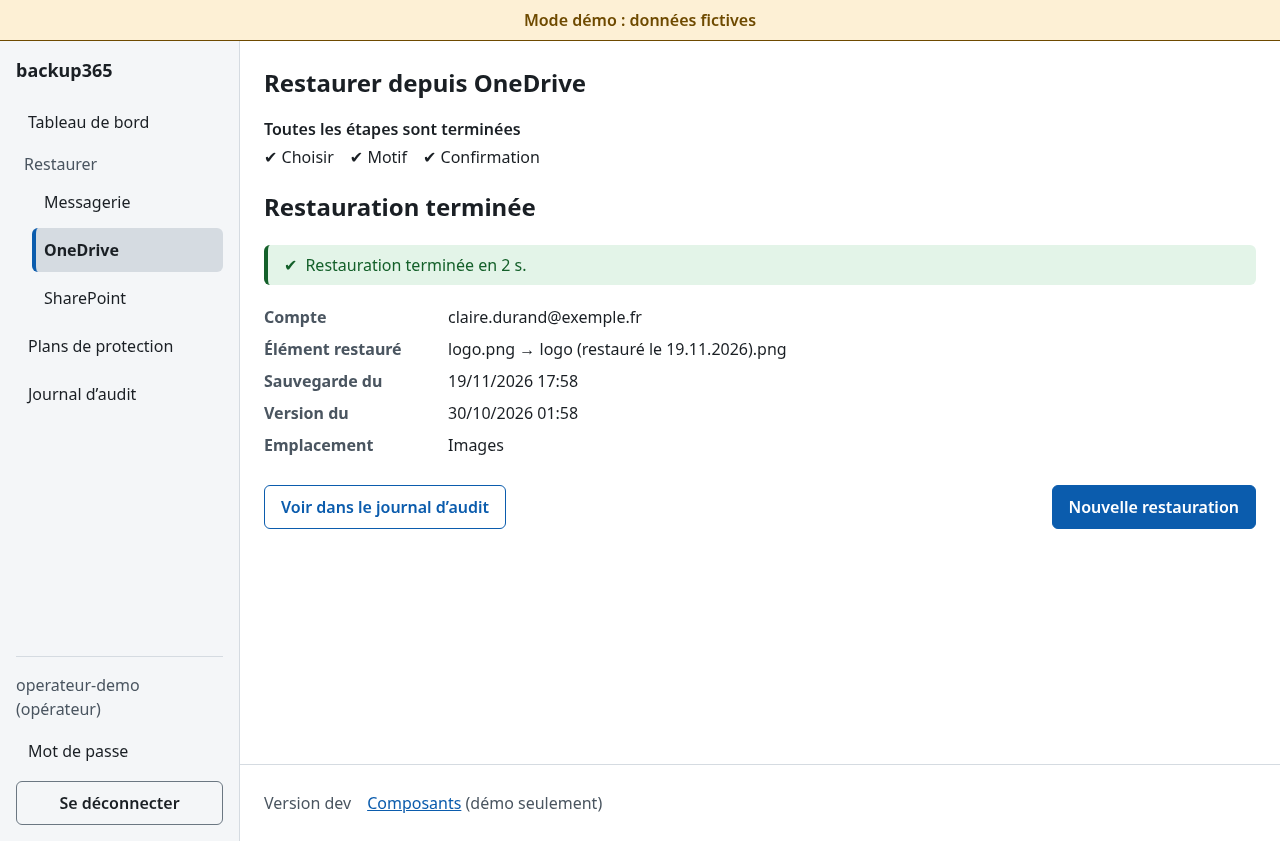 Mode démo : données fictives
backup365
Tableau de bord
Restaurer
Messagerie
OneDrive
SharePoint
Plans de protection
Journal d’audit
operateur-demo
(opérateur)
Mot de passe
Se déconnecter
Restaurer depuis OneDrive
Toutes les étapes sont terminées
✔ Choisir ✔ Motif ✔ Confirmation
Restauration terminée
✔ Restauration terminée en 2 s.
Compte claire.durand@exemple.fr
Élément restauré logo.png → logo (restauré le 19.11.2026).png
Sauvegarde du 19/11/2026 17:58
Version du 30/10/2026 01:58
Emplacement Images
Voir dans le journal d’audit Nouvelle restauration
Version dev Composants (démo seulement)